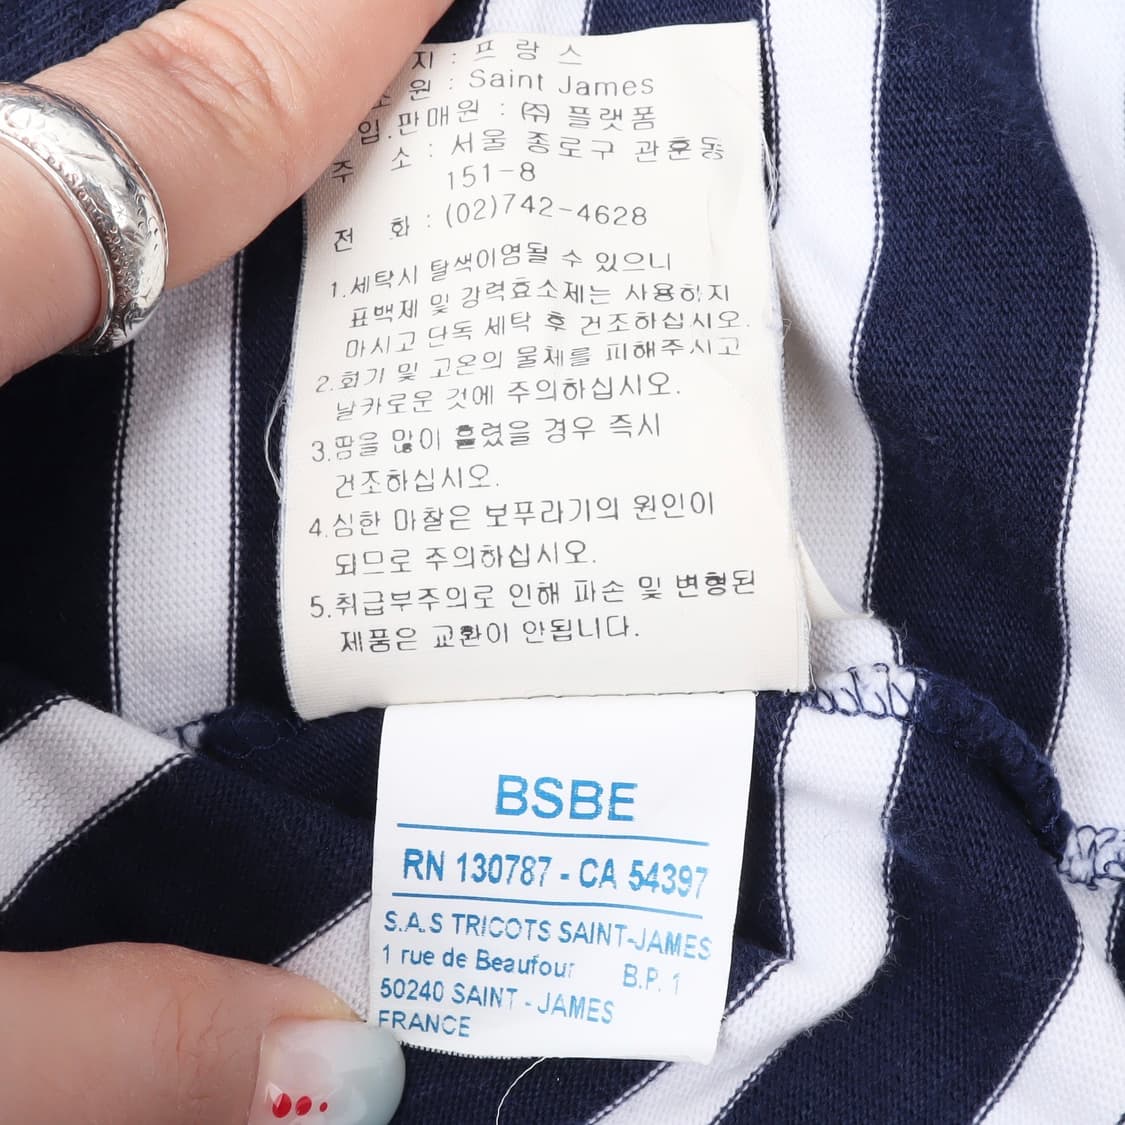 지 : 프 랑 스
원 : Saint James
입.판매원 : ㈜ 플랫폼
주 소 : 서울 종로구 관훈동
151-8
전 화 : (02)742-4628
1.세탁시 탈색이염될 수 있으니
표백제 및 강력효소제는 사용하지
마시고 단독 세탁 후 건조하십시오.
2.화기 및 고온의 물체를 피해주시고
날카로운 것에 주의하십시오.
3.땀을 많이 흘렸을 경우 즉시
건조하십시오.
4.심한 마찰은 보푸라기의 원인이
되므로 주의하십시오.
5.취급부주의로 인해 파손 및 변형된
제품은 교환이 안됩니다.
BSBE
RN 130787 - CA 54397
S.A.S TRICOTS SAINT-JAMES
1 rue de Beaufour B.P. 1
50240 SAINT - JAMES
FRANCE